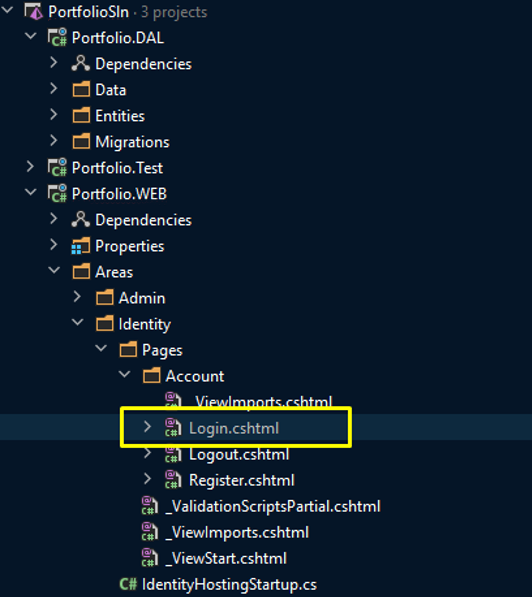 PortfolioSln · 3 projects
Portfolio.DAL
Dependencies
Data
Entities
Migrations
Portfolio.Test
Portfolio.WEB
Dependencies
Properties
Areas
Admin
Identity
Pages
Account
_ViewImports.cshtml
Login.cshtml
Logout.cshtml
Register.cshtml
_ValidationScriptsPartial.cshtml
_ViewImports.cshtml
_ViewStart.cshtml
C# IdentityHostingStartup.cs